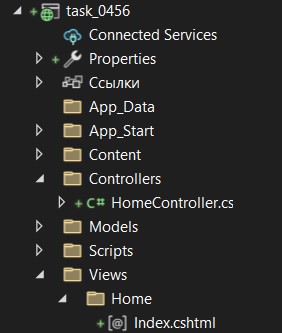 task_0456
Connected Services
Properties
Ссылки
App_Data
App_Start
Content
Controllers
HomeController.cs
Models
Scripts
Views
Home
Index.cshtml